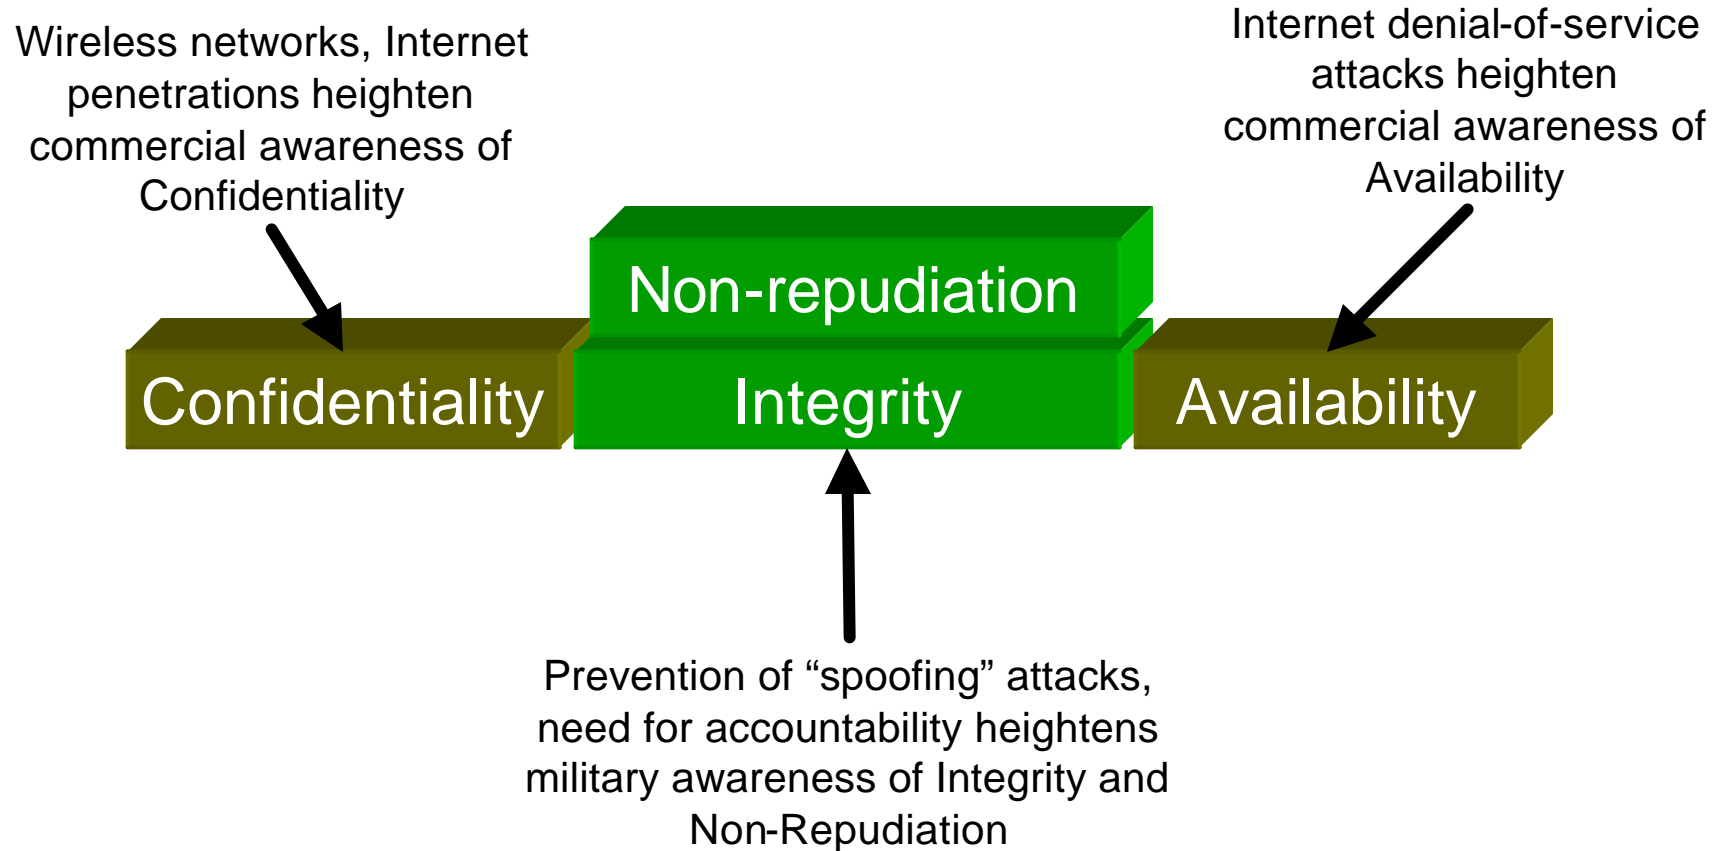 Wireless networks, Internet
penetrations heighten
commercial awareness of
Confidentiality
Internet denial-of-service
attacks heighten
commercial awareness of
Availability
Non-repudiation
Confidentiality
Integrity
Availability
Prevention of “spoofing” attacks,
need for accountability heightens
military awareness of Integrity and
Non-Repudiation